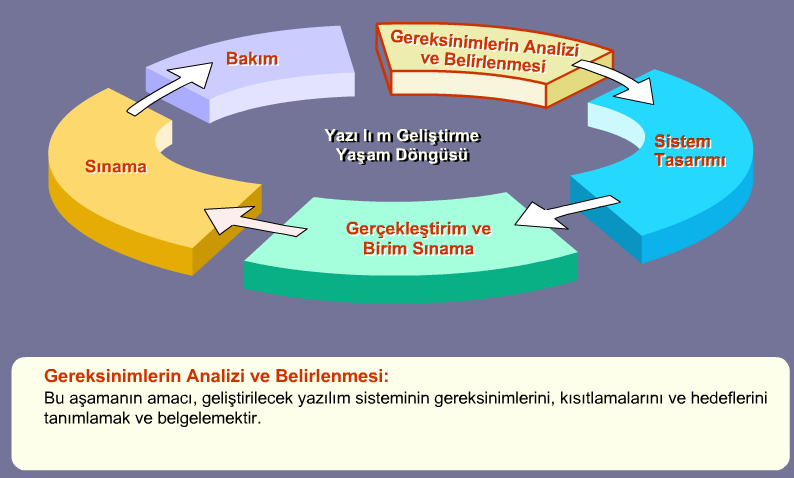 Gereksinimlerin Analizi
ve Belirlenmesi
Bakım
Sistem
Tasarımı
Yazı lı m Geliştirme
Yaşam Döngüsü
Sınama
Gerçekleştirim ve
Birim Sınama
Gereksinimlerin Analizi ve Belirlenmesi:
Bu aşamanın amacı, geliştirilecek yazılım sisteminin gereksinimlerini, kısıtlamalarını ve hedeflerini
tanımlamak ve belgelemektir.